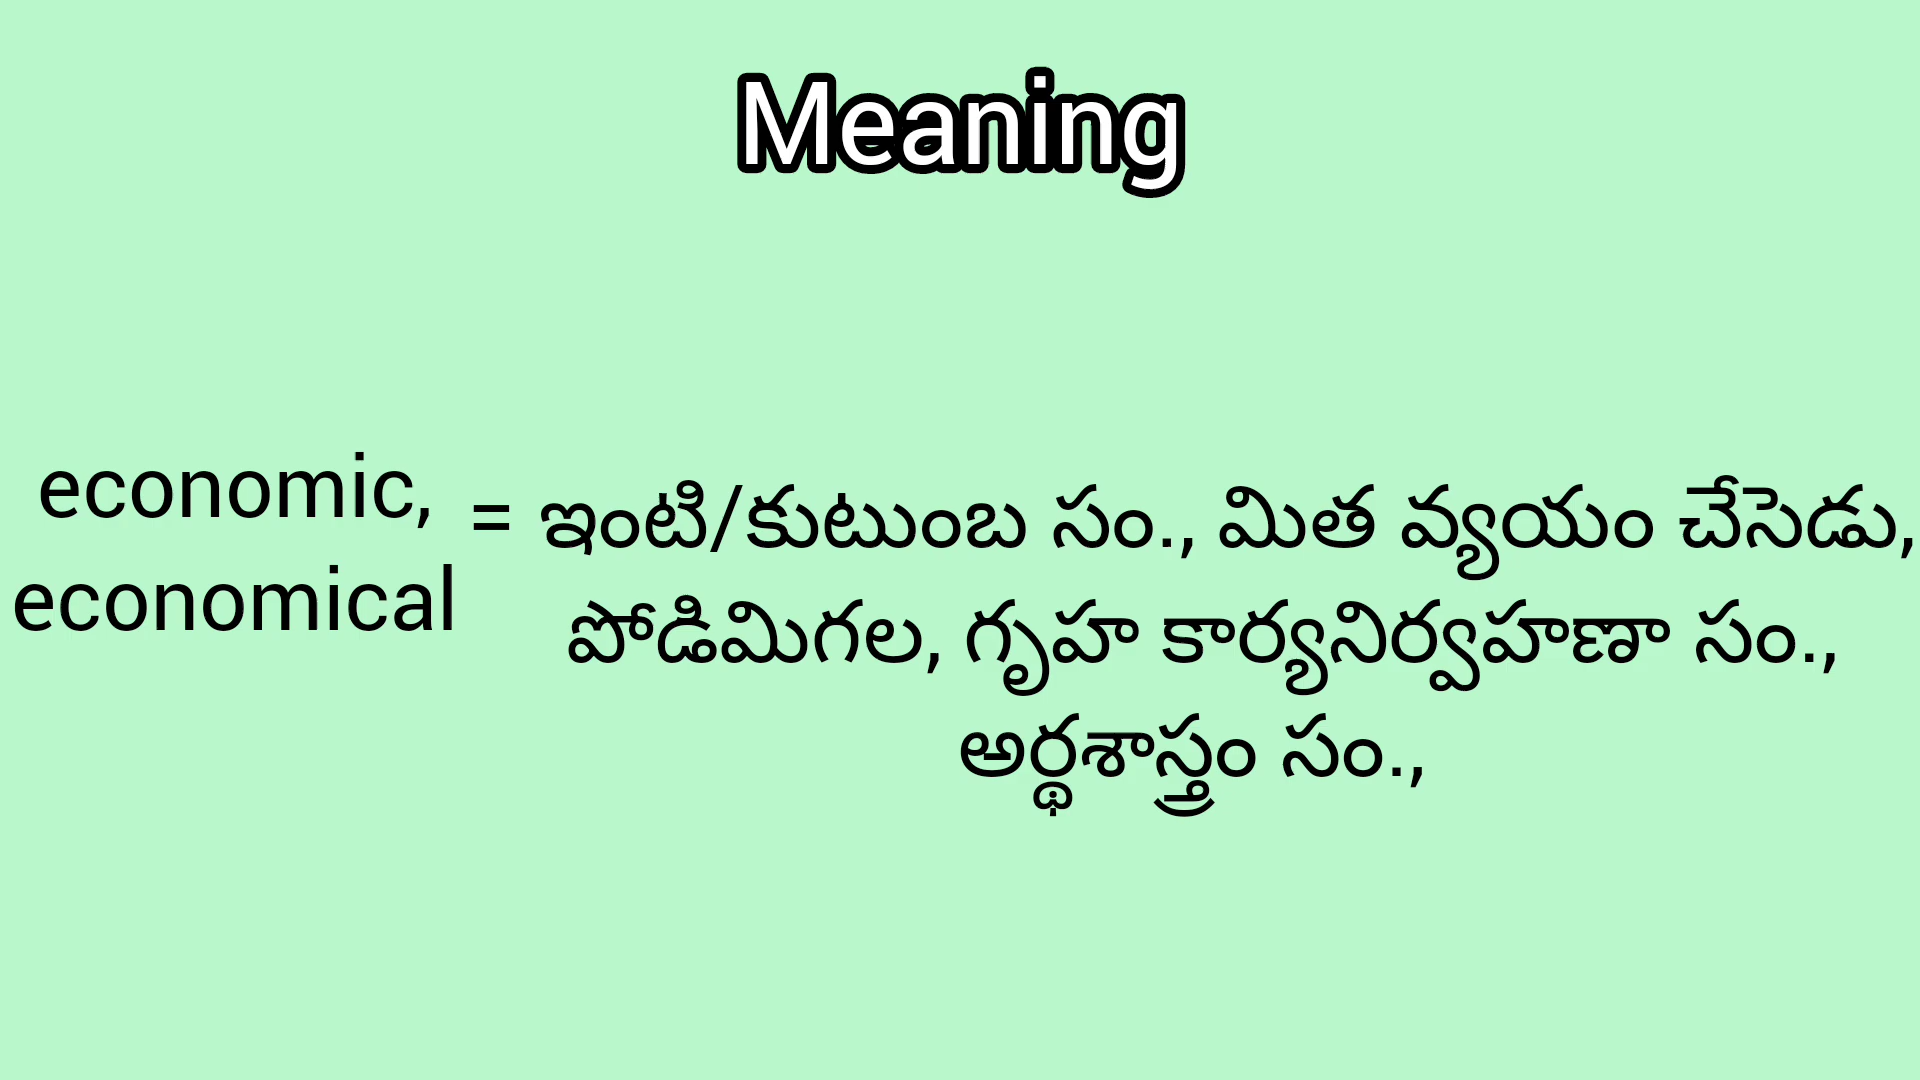 Meaning
economic,
economical
= ఇంటి/కుటుంబ సం., మిత వ్యయం చేసెడు,
పోడిమిగల, గృహ కార్యనిర్వహణా సం.,
అర్థశాస్త్రం సం.,